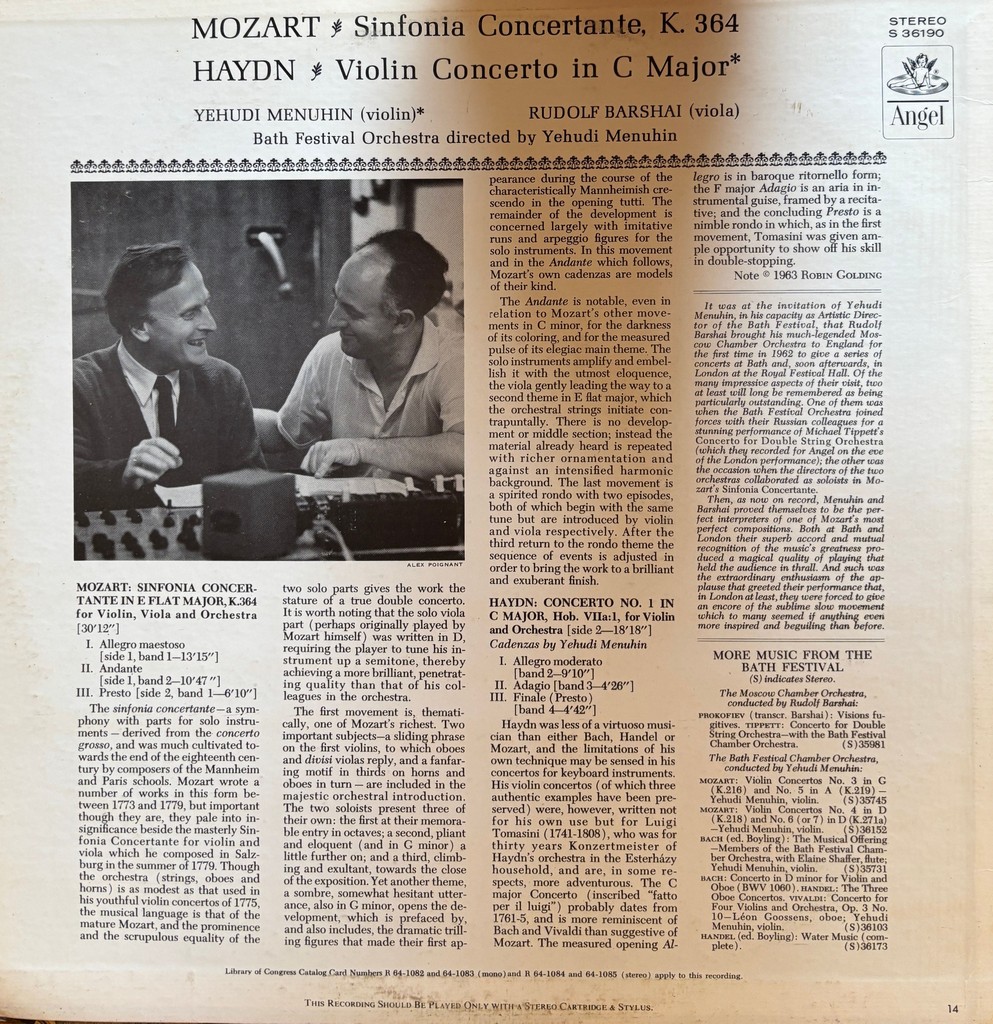 MOZART Sinfonia Concertante, K. 364
HAYDN Violin Concerto in C Major*
YEHUDI MENUHIN (violin)*
RUDOLF BARSHAI (viola)
Bath Festival Orchestra directed by Yehudi Menuhin
STEREO
S 36190
Angel
ALEX POIGNANT
MOZART: SINFONIA CONCER-
TANTE IN E FLAT MAJOR, K.364
for Violin, Viola and Orchestra
[30'12"]
I. Allegro maestoso
[side 1, band 1—13'15"]
II. Andante
[side 1, band 2—10'47 "]
III. Presto [side 2, band 1—6'10"]
The sinfonia concertante—a sym-
phony with parts for solo instru-
ments – derived from the concerto
grosso, and was much cultivated to-
wards the end of the eighteenth cen-
tury by composers of the Mannheim
and Paris schools. Mozart wrote a
number of works in this form be-
tween 1773 and 1779, but important
though they are, they pale into in-
significance beside the masterly Sin-
fonia Concertante for violin and
viola which he composed in Salz-
burg in the summer of 1779. Though
the orchestra (strings, oboes and
horns) is as modest as that used in
his youthful violin concertos of 1775,
the musical language is that of the
mature Mozart, and the prominence
and the scrupulous equality of the
two solo parts gives the work the
stature of a true double concerto.
It is worth noting that the solo viola
part (perhaps originally played by
Mozart himself) was written in D,
requiring the player to tune his in-
strument up a semitone, thereby
achieving a more brilliant, penetrat-
ing quality than that of his col-
leagues in the orchestra.
The first movement is, themati-
cally, one of Mozart's richest. Two
important subjects—a sliding phrase
on the first violins, to which oboes
and divisi violas reply, and a fanfar-
ing motif in thirds on horns and
oboes in turn – are included in the
majestic orchestral introduction.
The two soloists present three of
their own: the first at their memora-
ble entry in octaves; a second, pliant
and eloquent (and in G minor) a
little further on; and a third, climb-
ing and exultant, towards the close
of the exposition. Yet another theme,
a sombre, somewhat hesitant utter-
ance, also in G minor, opens the de-
velopment, which is prefaced by,
and also includes, the dramatic trill-
ing figures that made their first ap-
pearance during the course of the
characteristically Mannheimish cre-
scendo in the opening tutti. The
remainder of the development is
concerned largely with imitative
runs and arpeggio figures for the
solo instruments. In this movement
and in the Andante which follows,
Mozart's own cadenzas are models
of their kind.
The Andante is notable, even in
relation to Mozart's other move-
ments in C minor, for the darkness
of its coloring, and for the measured
pulse of its elegiac main theme. The
solo instruments amplify and embel-
lish it with the utmost eloquence,
the viola gently leading the way to a
second theme in E flat major, which
the orchestral strings initiate con-
trapuntally. There is no develop-
ment or middle section; instead the
material already heard is repeated
with richer ornamentation and
against an intensified harmonic
background. The last movement is
a spirited rondo with two episodes,
both of which begin with the same
tune but are introduced by violin
and viola respectively. After the
third return to the rondo theme the
sequence of events is adjusted in
order to bring the work to a brilliant
and exuberant finish.
HAYDN: CONCERTO NO. 1 IN
C MAJOR, Hob. VIIa:1, for Violin
and Orchestra [side 2—18'18"]
Cadenzas by Yehudi Menuhin
I. Allegro moderato
[band 2—9'10"]
II. Adagio [band 3—4'26"]
III. Finale (Presto)
[band 4—4'42"]
Haydn was less of a virtuoso musi-
cian than either Bach, Handel or
Mozart, and the limitations of his
own technique may be sensed in his
concertos for keyboard instruments.
His violin concertos (of which three
authentic examples have been pre-
served) were, however, written not
for his own use but for Luigi
Tomasini (1741-1808), who was for
thirty years Konzertmeister of
Haydn's orchestra in the Esterházy
household, and are, in some re-
spects, more adventurous. The C
major Concerto (inscribed "fatto
per il luigi") probably dates from
1761-5, and is more reminiscent of
Bach and Vivaldi than suggestive of
Mozart. The measured opening Al-
legro is in baroque ritornello form;
the F major Adagio is an aria in in-
strumental guise, framed by a recita-
tive; and the concluding Presto is a
nimble rondo in which, as in the first
movement, Tomasini was given am-
ple opportunity to show off his skill
in double-stopping.
Note © 1963 ROBIN GOLDING
It was at the invitation of Yehudi
Menuhin, in his capacity as Artistic Direc-
tor of the Bath Festival, that Rudolf
Barshai brought his much-legended Mos-
cow Chamber Orchestra to England for
the first time in 1962 to give a series of
concerts at Bath and, soon afterwards, in
London at the Royal Festival Hall. Of the
many impressive aspects of their visit, two
at least will long be remembered as being
particularly outstanding. One of them was
when the Bath Festival Orchestra joined
forces with their Russian colleagues for a
stunning performance of Michael Tippett's
Concerto for Double String Orchestra
(which they recorded for Angel on the eve
of the London performance); the other was
the occasion when the directors of the two
orchestras collaborated as soloists in Mo-
zart's Sinfonia Concertante.
Then, as now on record, Menuhin and
Barshai proved themselves to be the per-
fect interpreters of one of Mozart's most
perfect compositions. Both at Bath and
London their superb accord and mutual
recognition of the music's greatness pro-
duced a magical quality of playing that
held the audience in thrall. And such was
the extraordinary enthusiasm of the ap-
plause that greeted their performance that,
in London at least, they were forced to give
an encore of the sublime slow movement
which to many seemed if anything even
more inspired and beguiling than before.
MORE MUSIC FROM THE
BATH FESTIVAL
(S) indicates Stereo.
The Moscow Chamber Orchestra,
conducted by Rudolf Barshai:
PROKOFIEV (transcr. Barshai): Visions fu-
gitives. TIPPETT: Concerto for Double
String Orchestra—with the Bath Festival
Chamber Orchestra. (S)35981
The Bath Festival Chamber Orchestra,
conducted by Yehudi Menuhin:
MOZART: Violin Concertos No. 3 in G
(K.216) and No. 5 in A (K.219) –
Yehudi Menuhin, violin. (S)35745
MOZART: Violin Concertos No. 4 in D
(K.218) and No. 6 (or 7) in D (K.271a)
—Yehudi Menuhin, violin. (S)36152
BACH (ed. Boyling): The Musical Offering
—Members of the Bath Festival Cham-
ber Orchestra, with Elaine Shaffer, flute;
Yehudi Menuhin, violin. (S)35731
BACH: Concerto in D minor for Violin and
Oboe (BWV 1060). HANDEL: The Three
Oboe Concertos. VIVALDI: Concerto for
Four Violins and Orchestra, Op. 3 No.
10—Léon Goossens, oboe; Yehudi
Menuhin, violin. (S)36103
HANDEL (ed. Boyling): Water Music (com-
plete). (S)36173
Library of Congress Catalog Card Numbers R 64-1082 and 64-1083 (mono) and R 64-1084 and 64-1085 (stereo) apply to this recording.
THIS RECORDING SHOULD BE PLAYED ONLY WITH A STEREO CARTRIDGE & STYLUS.
14